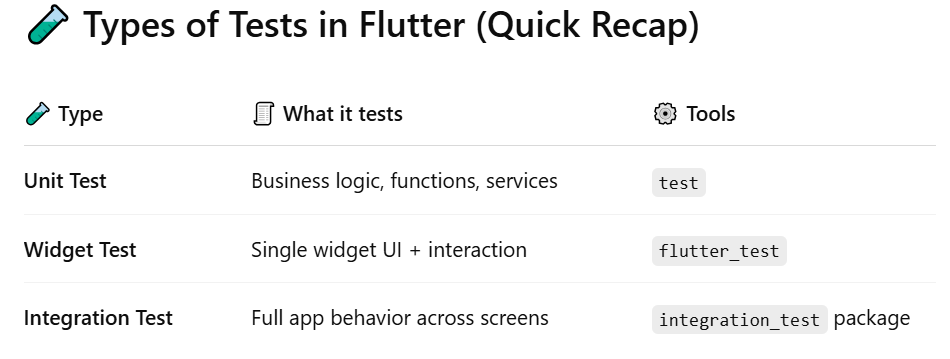 🧪 Types of Tests in Flutter (Quick Recap)
🧪 Type 📜 What it tests ⚙️ Tools
Unit Test Business logic, functions, services test
Widget Test Single widget UI + interaction flutter_test
Integration Test Full app behavior across screens integration_test package